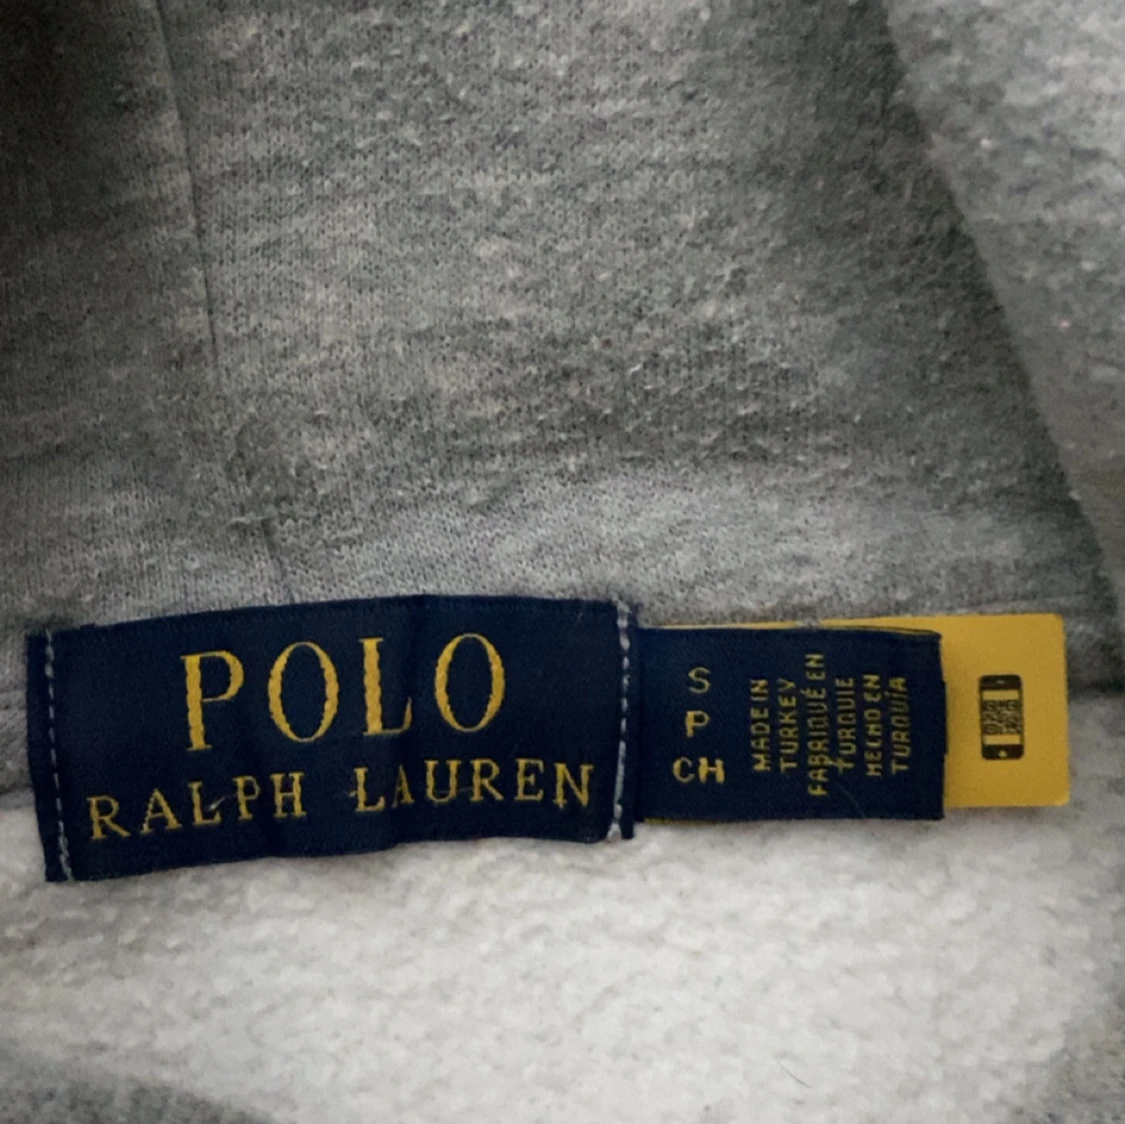 POLO
RALPH LAUREN
S
P
CH
MADE IN
TURKEY
FABRIQUÉ EN
TURQUIE
HECHO EN
TURQUÍA